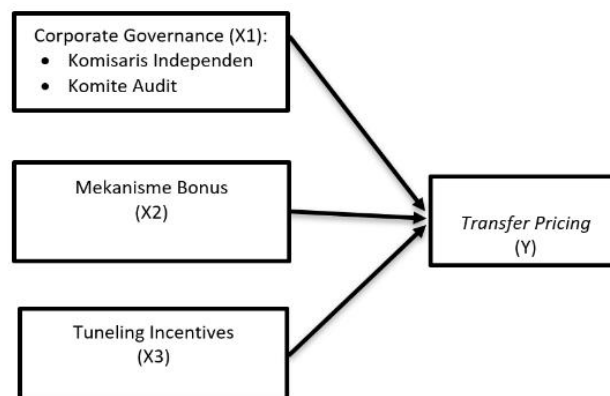 Corporate Governance (X1):
• Komisaris Independen
• Komite Audit
Mekanisme Bonus
(X2)
Transfer Pricing
(Y)
Tuneling Incentives
(X3)